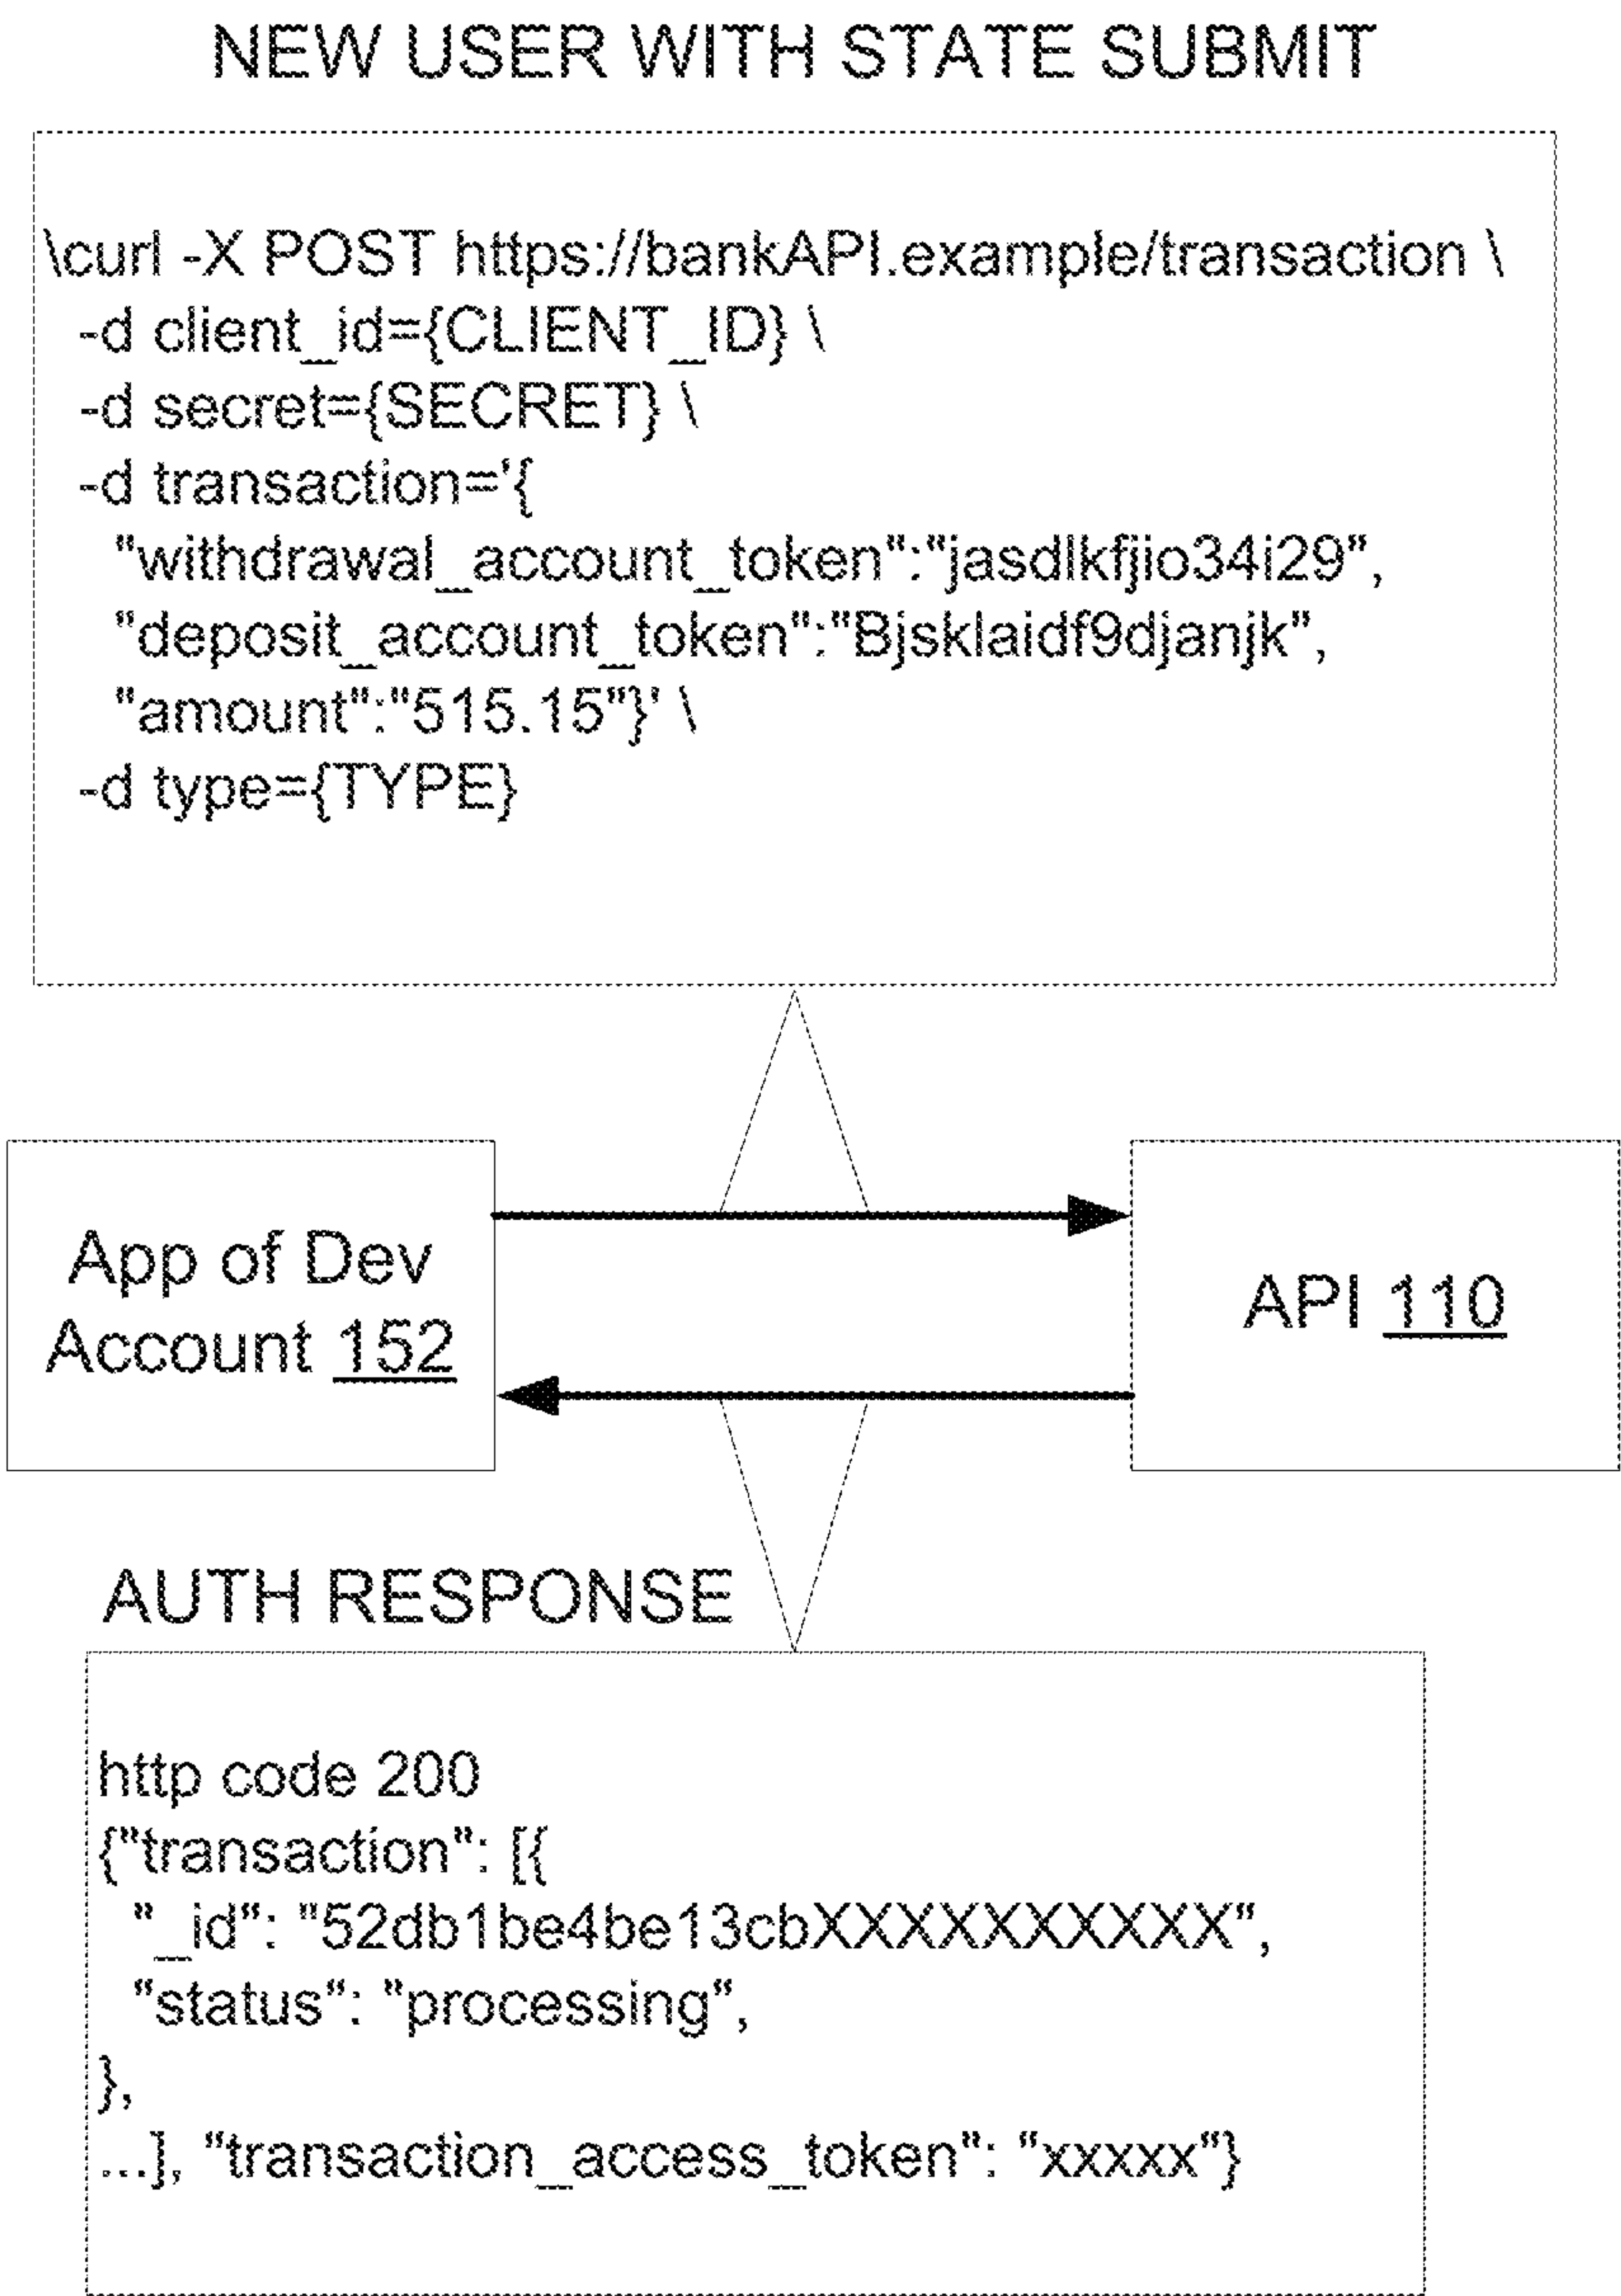 NEW USER WITH STATE SUBMIT
\curl -X POST https://bankAPI.example/transaction \
-d client_id={CLIENT_ID} \
-d secret={SECRET} \
-d transaction='{
"withdrawal_account_token":"jasdlkfjio34i29",
"deposit_account_token":"Bjsklaidf9djanjk",
"amount":"515.15"}' \
-d type={TYPE}
App of Dev
Account 152
API 110
AUTH RESPONSE
http code 200
{"transaction": [{
"_id": "52db1be4be13cbXXXXXXXXXX",
"status": "processing",
},
...], "transaction_access_token": "xxxxx"}